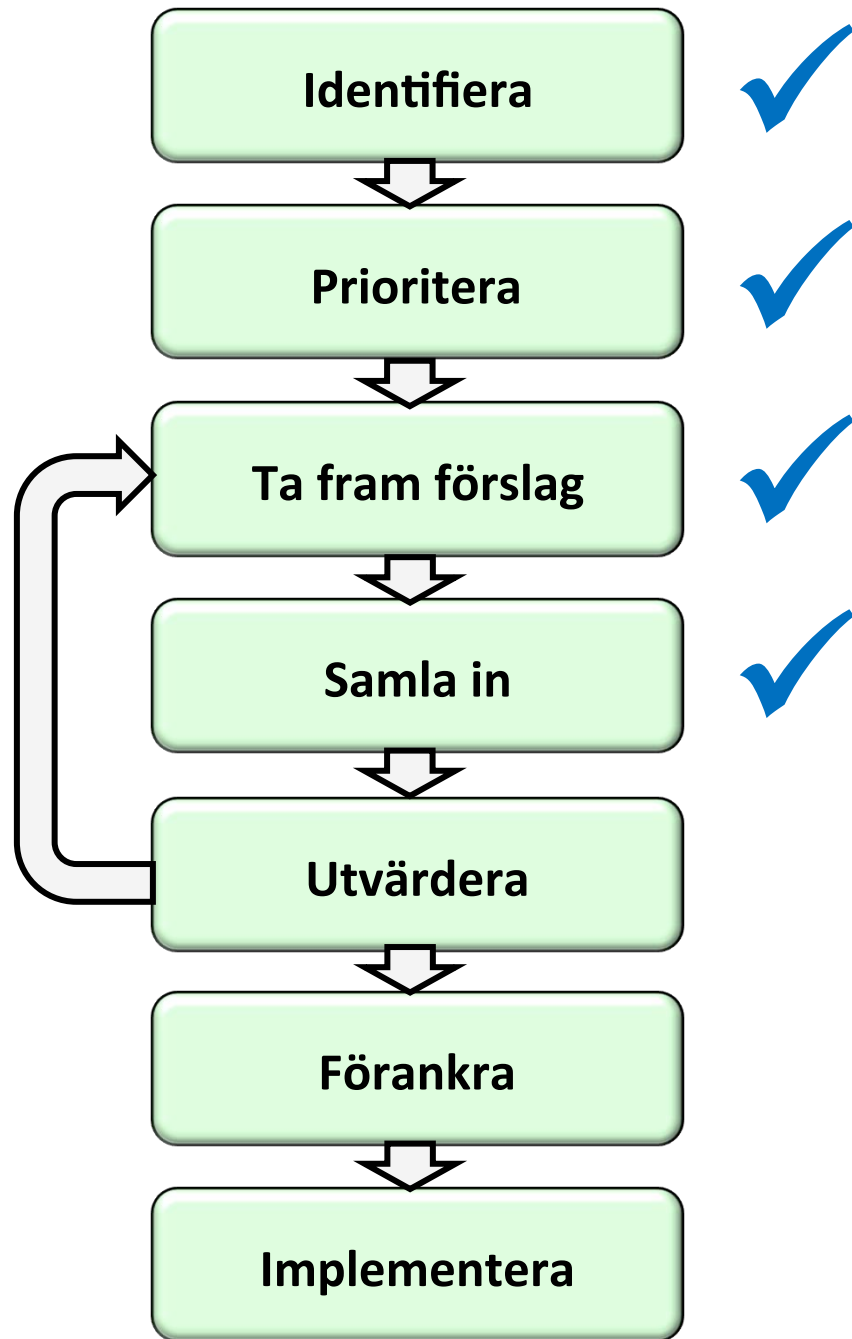 Identifiera
Prioritera
Ta fram förslag
Samla in
Utvärdera
Förankra
Implementera